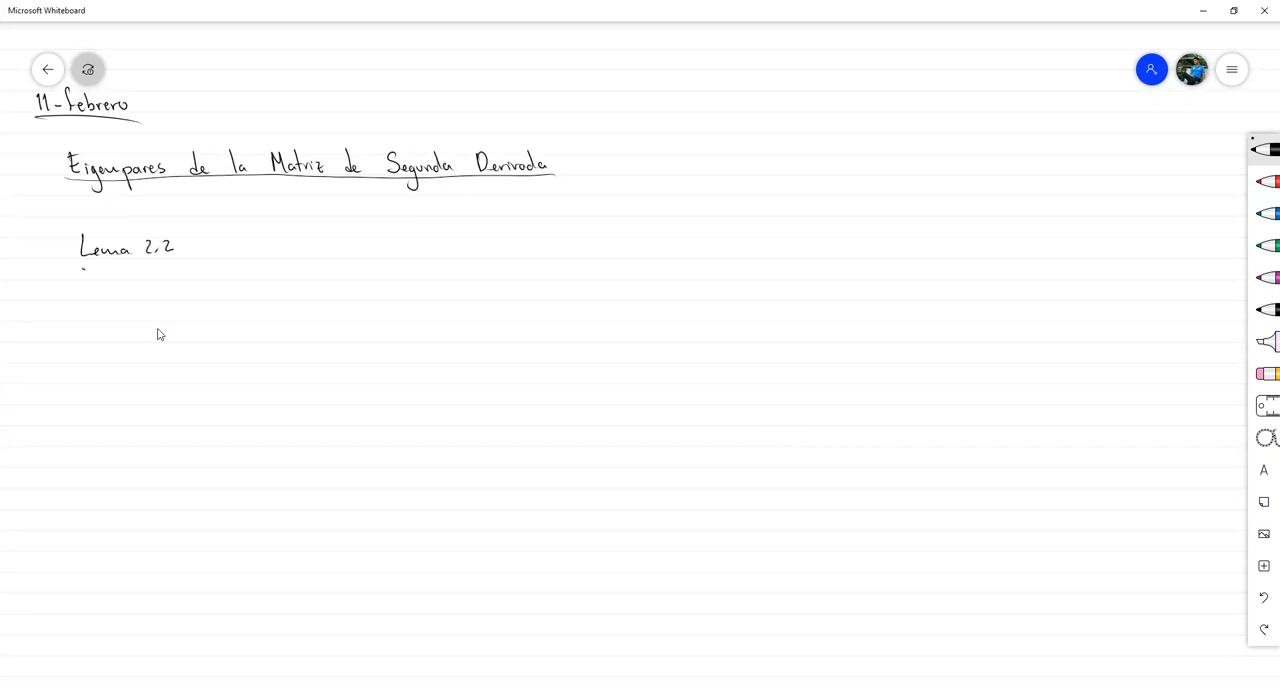 Microsoft Whiteboard
11-febrero
Eigenpares de la Matriz de Segunda Derivada
Lema 2.2
A